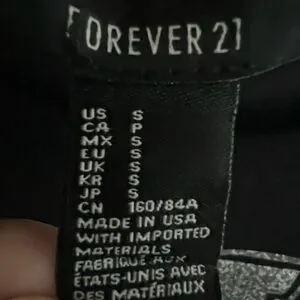 FOREVER 21
US S
CA P
MX S
EU S
UK S
KR S
JP S
CN 160/84A
MADE IN USA
WITH IMPORTED
MATERIALS
FABRIQUÉ AUX
ÉTATS-UNIS AVEC
DES MATÉRIAUX